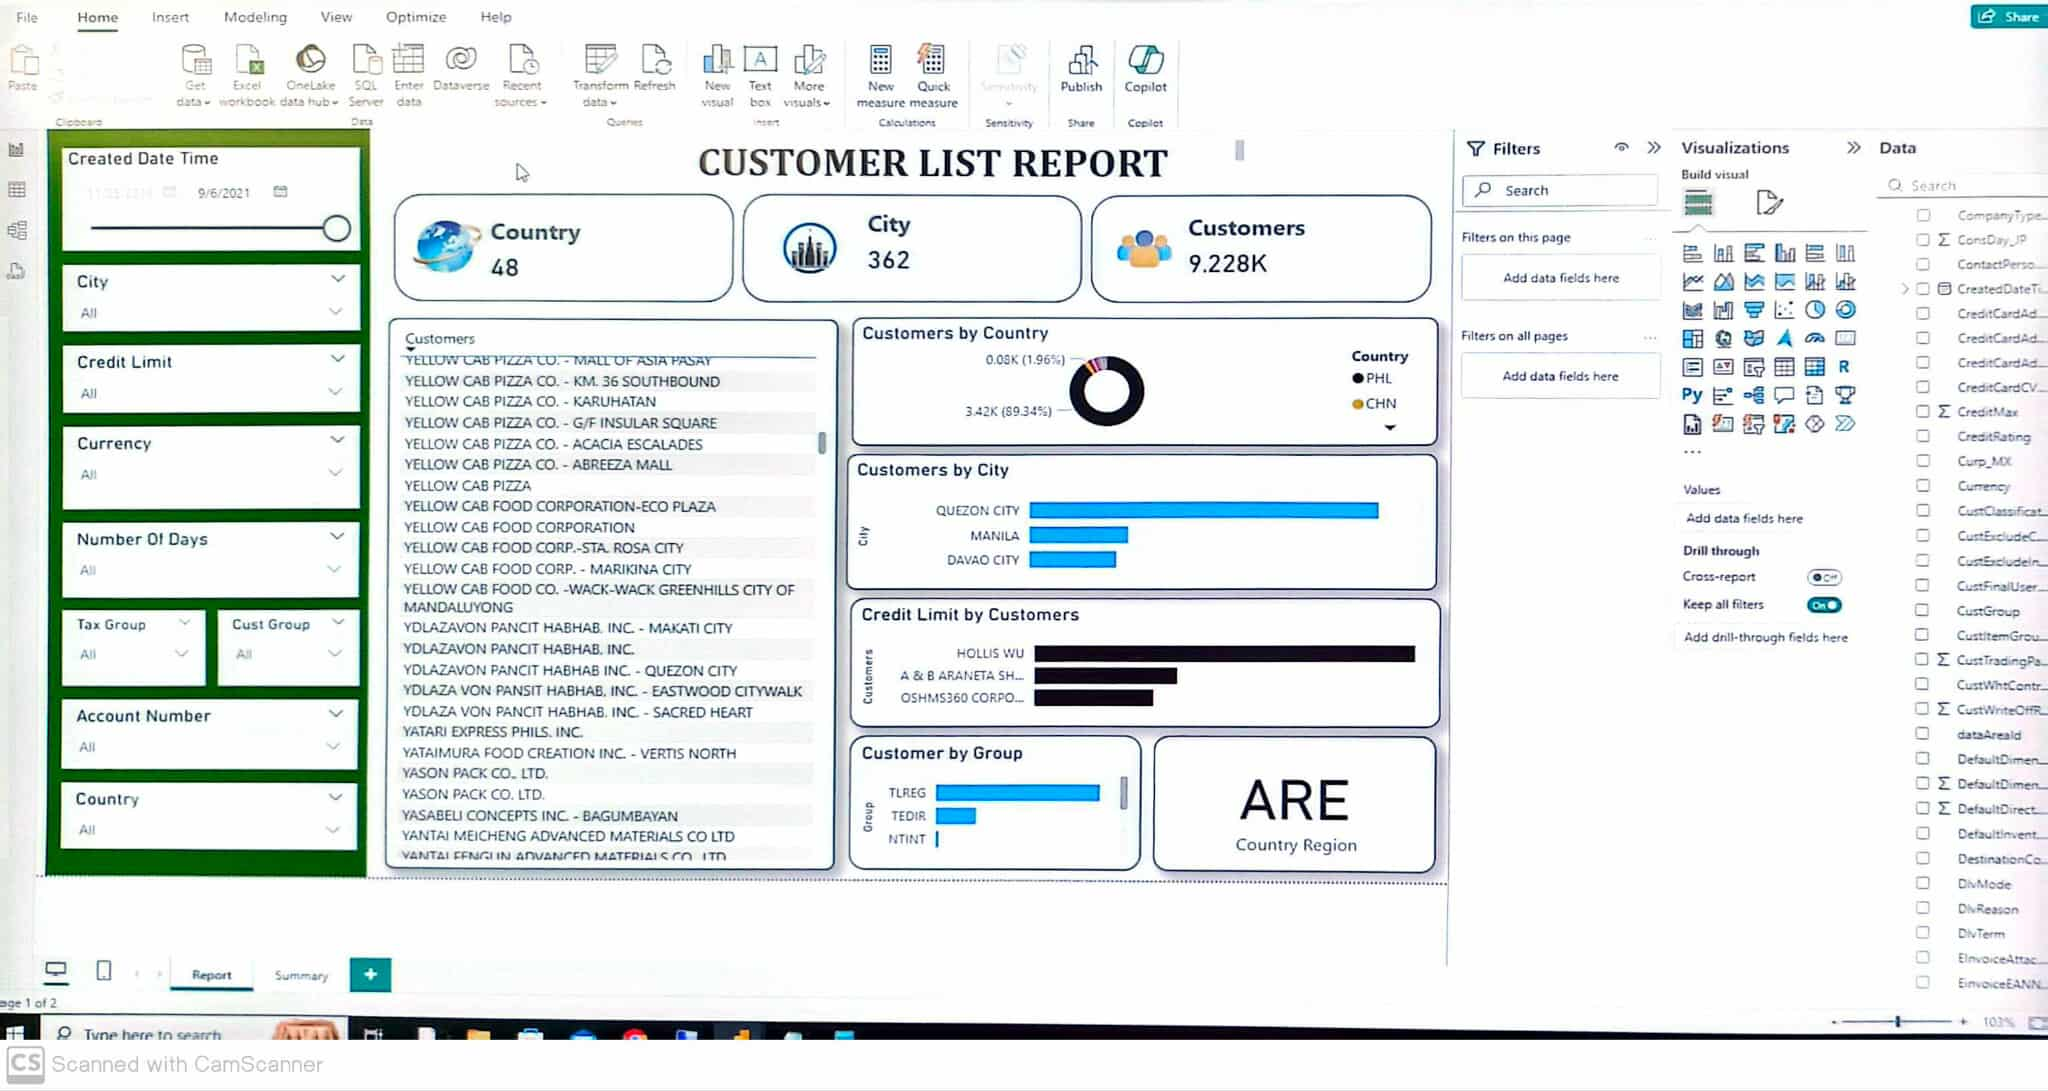 File Home Insert Modeling View Optimize Help
Share
Paste
Get data
Excel workbook
OneLake data hub
SQL Server
Enter data
Dataverse
Recent sources
Transform data
Refresh
New visual
Text box
More visuals
New measure
Quick measure
Sensitivity
Publish
Copilot
Clipboard
Data
Queries
Insert
Calculations
Sensitivity
Share
Copilot
Created Date Time
9/6/2021
City
All
Credit Limit
All
Currency
All
Number Of Days
All
Tax Group
All
Cust Group
All
Account Number
All
Country
All
CUSTOMER LIST REPORT
Country
48
City
362
Customers
9.228K
Customers
YELLOW CAB PIZZA CO. - MALL OF ASIA PASAY
YELLOW CAB PIZZA CO. - KM. 36 SOUTHBOUND
YELLOW CAB PIZZA CO. - KARUHATAN
YELLOW CAB PIZZA CO. - G/F INSULAR SQUARE
YELLOW CAB PIZZA CO. - ACACIA ESCALADES
YELLOW CAB PIZZA CO. - ABREEZA MALL
YELLOW CAB PIZZA
YELLOW CAB FOOD CORPORATION-ECO PLAZA
YELLOW CAB FOOD CORPORATION
YELLOW CAB FOOD CORP.-STA. ROSA CITY
YELLOW CAB FOOD CORP. - MARIKINA CITY
YELLOW CAB FOOD CO. -WACK-WACK GREENHILLS CITY OF
MANDALUYONG
YDLAZAVON PANCIT HABHAB. INC. - MAKATI CITY
YDLAZAVON PANCIT HABHAB. INC.
YDLAZAVON PANCIT HABHAB INC. - QUEZON CITY
YDLAZA VON PANSIT HABHAB, INC. - EASTWOOD CITYWALK
YDLAZA VON PANCIT HABHAB. INC. - SACRED HEART
YATARI EXPRESS PHILS. INC.
YATAIMURA FOOD CREATION INC. - VERTIS NORTH
YASON PACK CO., LTD.
YASON PACK CO. LTD.
YASABELI CONCEPTS INC. - BAGUMBAYAN
YANTAI MEICHENG ADVANCED MATERIALS CO LTD
YANTAI FENGLIN ADVANCED MATERIALS CO., LTD
Customers by Country
0.08K (1.96%)
3.42K (89.34%)
Country
PHL
CHN
Customers by City
City
QUEZON CITY
MANILA
DAVAO CITY
Credit Limit by Customers
Customers
HOLLIS WU
A & B ARANETA SH...
OSHMS360 CORPO...
Customer by Group
Group
TLREG
TEDIR
NTINT
ARE
Country Region
Filters
Search
Filters on this page
Add data fields here
Filters on all pages
Add data fields here
Visualizations
Build visual
R
Py
Values
Add data fields here
Drill through
Cross-report Off
Keep all filters On
Add drill-through fields here
Data
Search
CompanyType...
ConsDay_JP
ContactPerso...
CreatedDateTi...
CreditCardAd...
CreditCardAd...
CreditCardAd...
CreditCardCV...
CreditMax
CreditRating
Curp_MX
Currency
CustClassificat...
CustExcludeC...
CustExcludeIn...
CustFinalUser...
CustGroup
CustItemGrou...
CustTradingPa...
CustWhtContr...
CustWriteOffR...
dataAreaId
DefaultDimen...
DefaultDimen...
DefaultDirect...
DefaultInvent...
DestinationCo...
DlvMode
DlvReason
DlvTerm
EInvoiceAttac...
EinvoiceEANN...
Report Summary
age 1 of 2
103%
Type here to search
CS Scanned with CamScanner